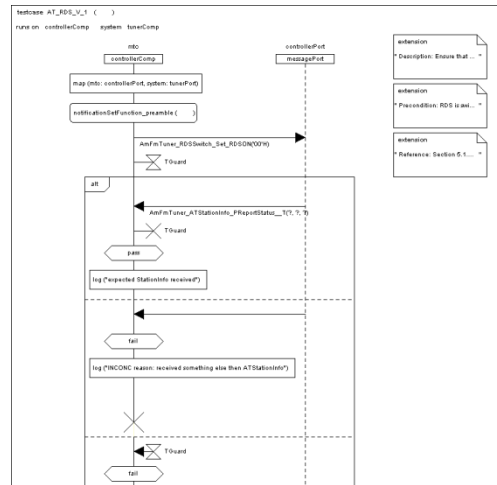 testcase AT_RDS_V_1 ( )
runs on controllerComp system tunerComp
mtc
controllerComp
controllerPort
messagePort
map (mtc: controllerPort, system: tunerPort)
notificationSetFunction_preamble ( )
AmFmTuner_RDSSwitch_Set_RDSON('00'H)
TGuard
alt
AmFmTuner_ATStationInfo_PReportStatus__T(?, ?, ?)
TGuard
pass
log ("expected StationInfo received")
fail
log ("INCONC reason: received something else then ATStationInfo")
TGuard
fail
extension
" Description: Ensure that ... "
extension
" Precondition: RDS is swi... "
extension
" Reference: Section 5.1.... "